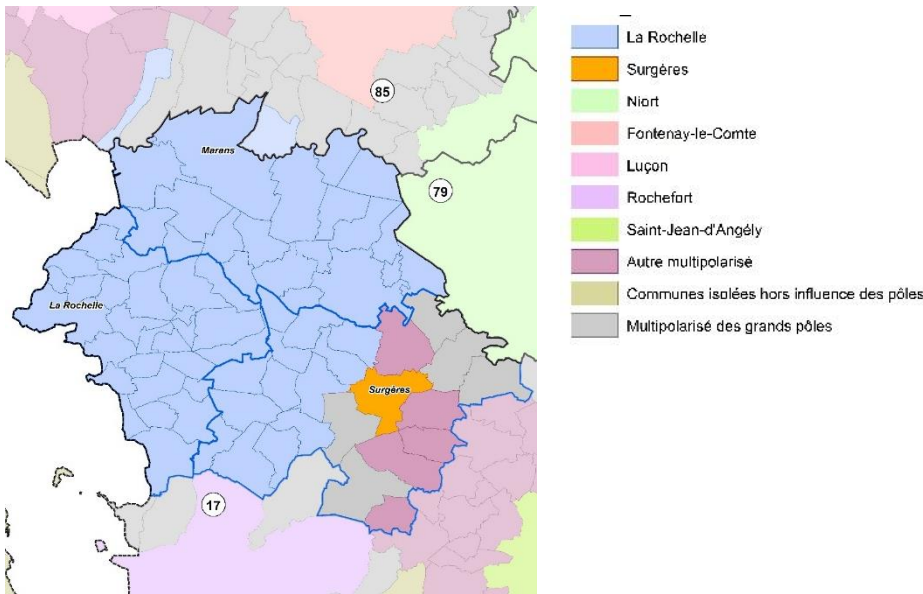 85
Marans
79
La Rochelle
Surgères
17
La Rochelle
Surgères
Niort
Fontenay-le-Comte
Luçon
Rochefort
Saint-Jean-d'Angély
Autre multipolarisé
Communes isolées hors influence des pôles
Multipolarisé des grands pôles